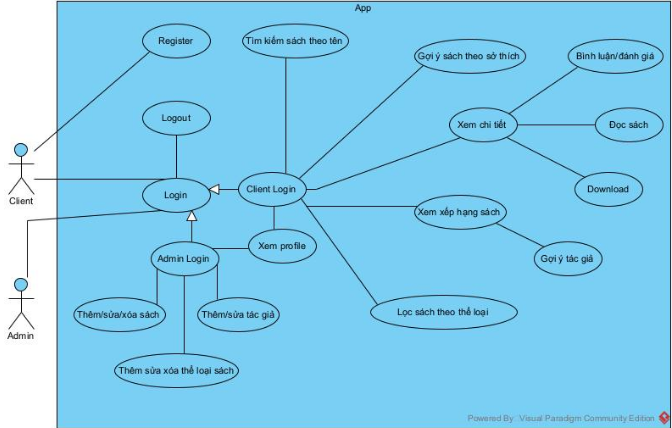 App
Register
Tìm kiếm sách theo tên
Gợi ý sách theo sở thích
Bình luận/đánh giá
Logout
Xem chi tiết
Đọc sách
Client
Login
Client Login
Download
Xem xếp hạng sách
Admin Login
Xem profile
Gợi ý tác giả
Admin
Thêm/sửa/xóa sách
Thêm/sửa tác giả
Lọc sách theo thể loại
Thêm sửa xóa thể loại sách
Powered By Visual Paradigm Community Edition